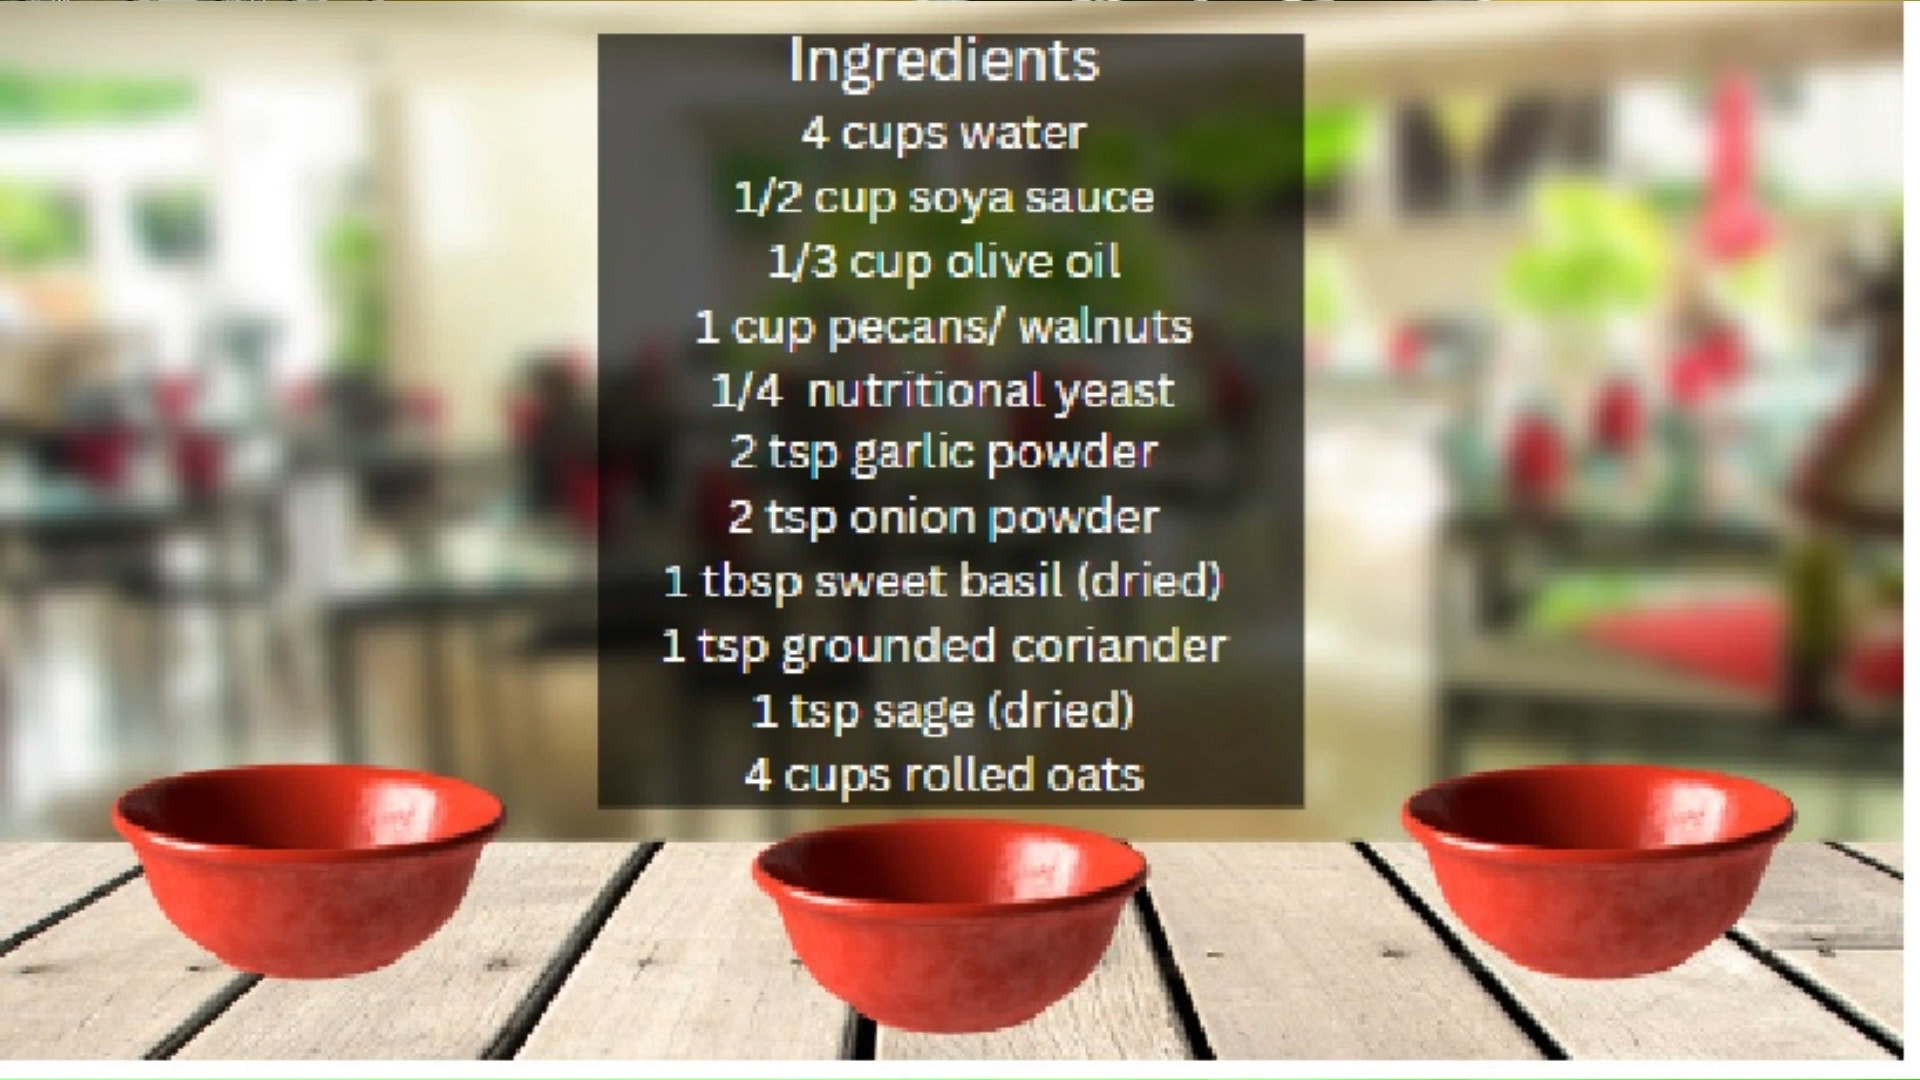 Ingredients
4 cups water
1/2 cup soya sauce
1/3 cup olive oil
1 cup pecans/ walnuts
1/4  nutritional yeast
2 tsp garlic powder
2 tsp onion powder
1 tbsp sweet basil (dried)
1 tsp grounded coriander
1 tsp sage (dried)
4 cups rolled oats